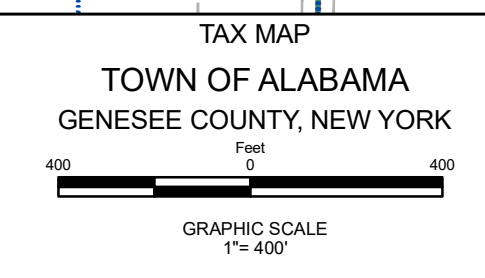 TAX MAP
TOWN OF ALABAMA
GENESEE COUNTY, NEW YORK
Feet
400 0 400
GRAPHIC SCALE
1"= 400'